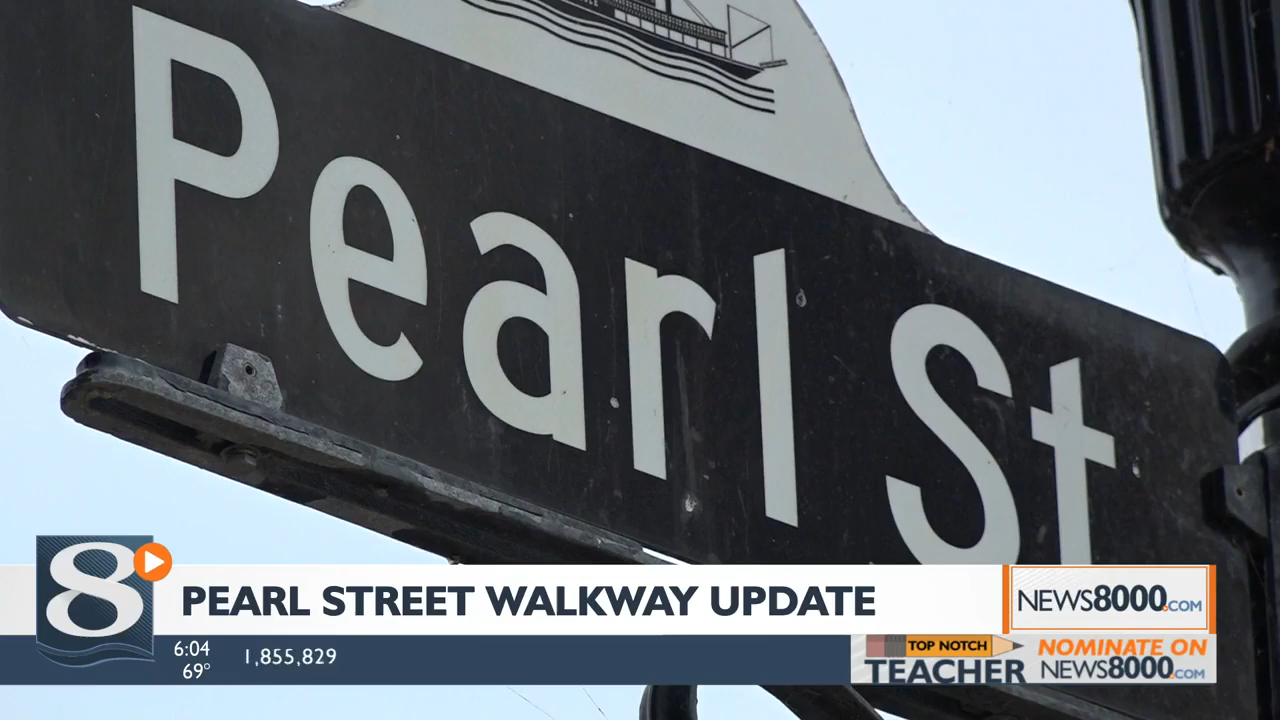 Pearl St
8
PEARL STREET WALKWAY UPDATE
NEWS8000.COM
6:04
69°
1,855,829
TOP NOTCH
TEACHER
NOMINATE ON
NEWS8000.COM